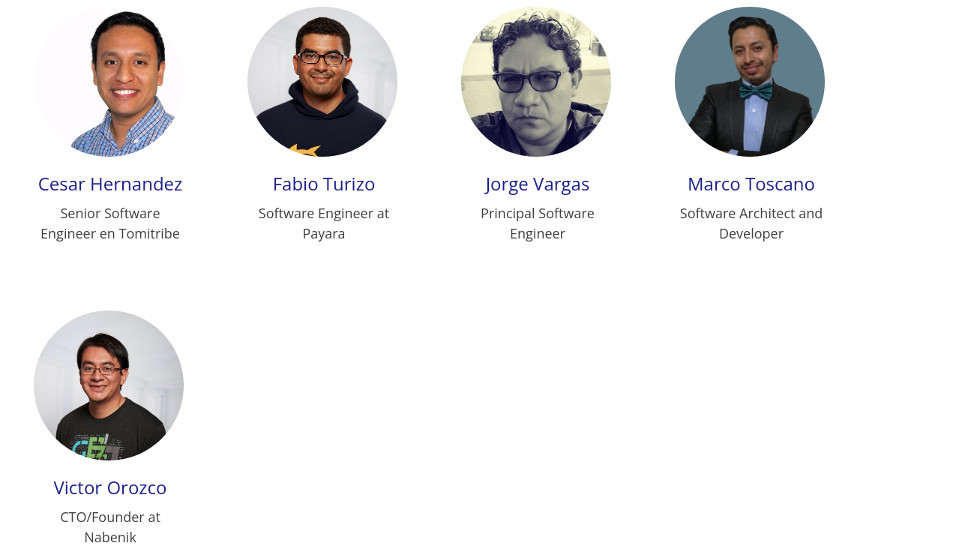 Cesar Hernandez
Senior Software
Engineer en Tomitribe
Fabio Turizo
Software Engineer at
Payara
Jorge Vargas
Principal Software
Engineer
Marco Toscano
Software Architect and
Developer
Victor Orozco
CTO/Founder at
Nabenik